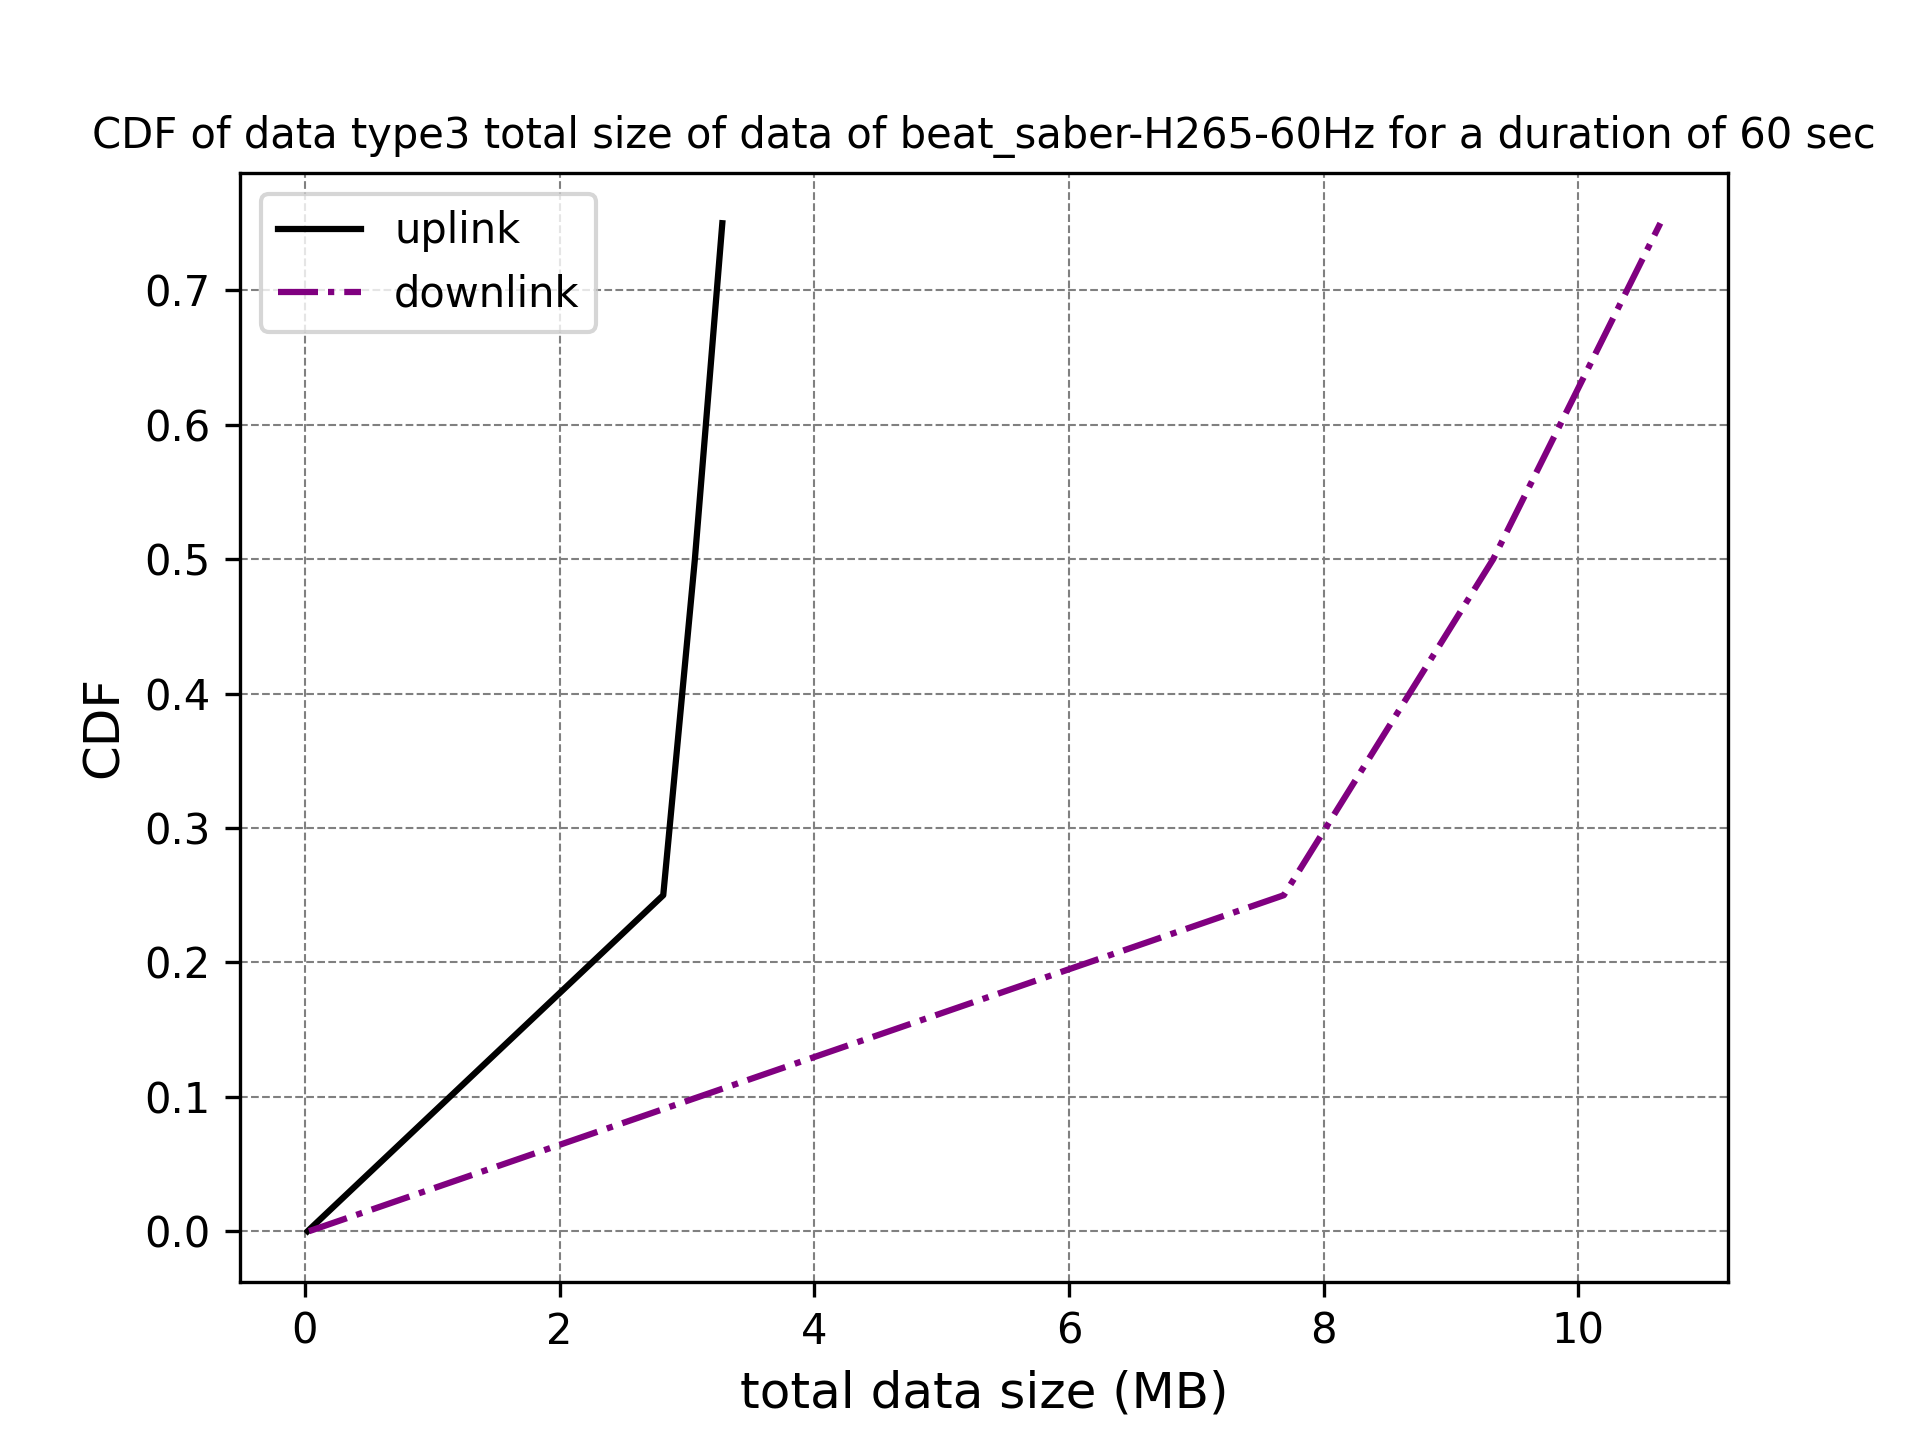 CDF of data type3 total size of data of beat_saber-H265-60Hz for a duration of 60 sec
uplink
downlink
CDF
0.7
0.6
0.5
0.4
0.3
0.2
0.1
0.0
0 2 4 6 8 10
total data size (MB)